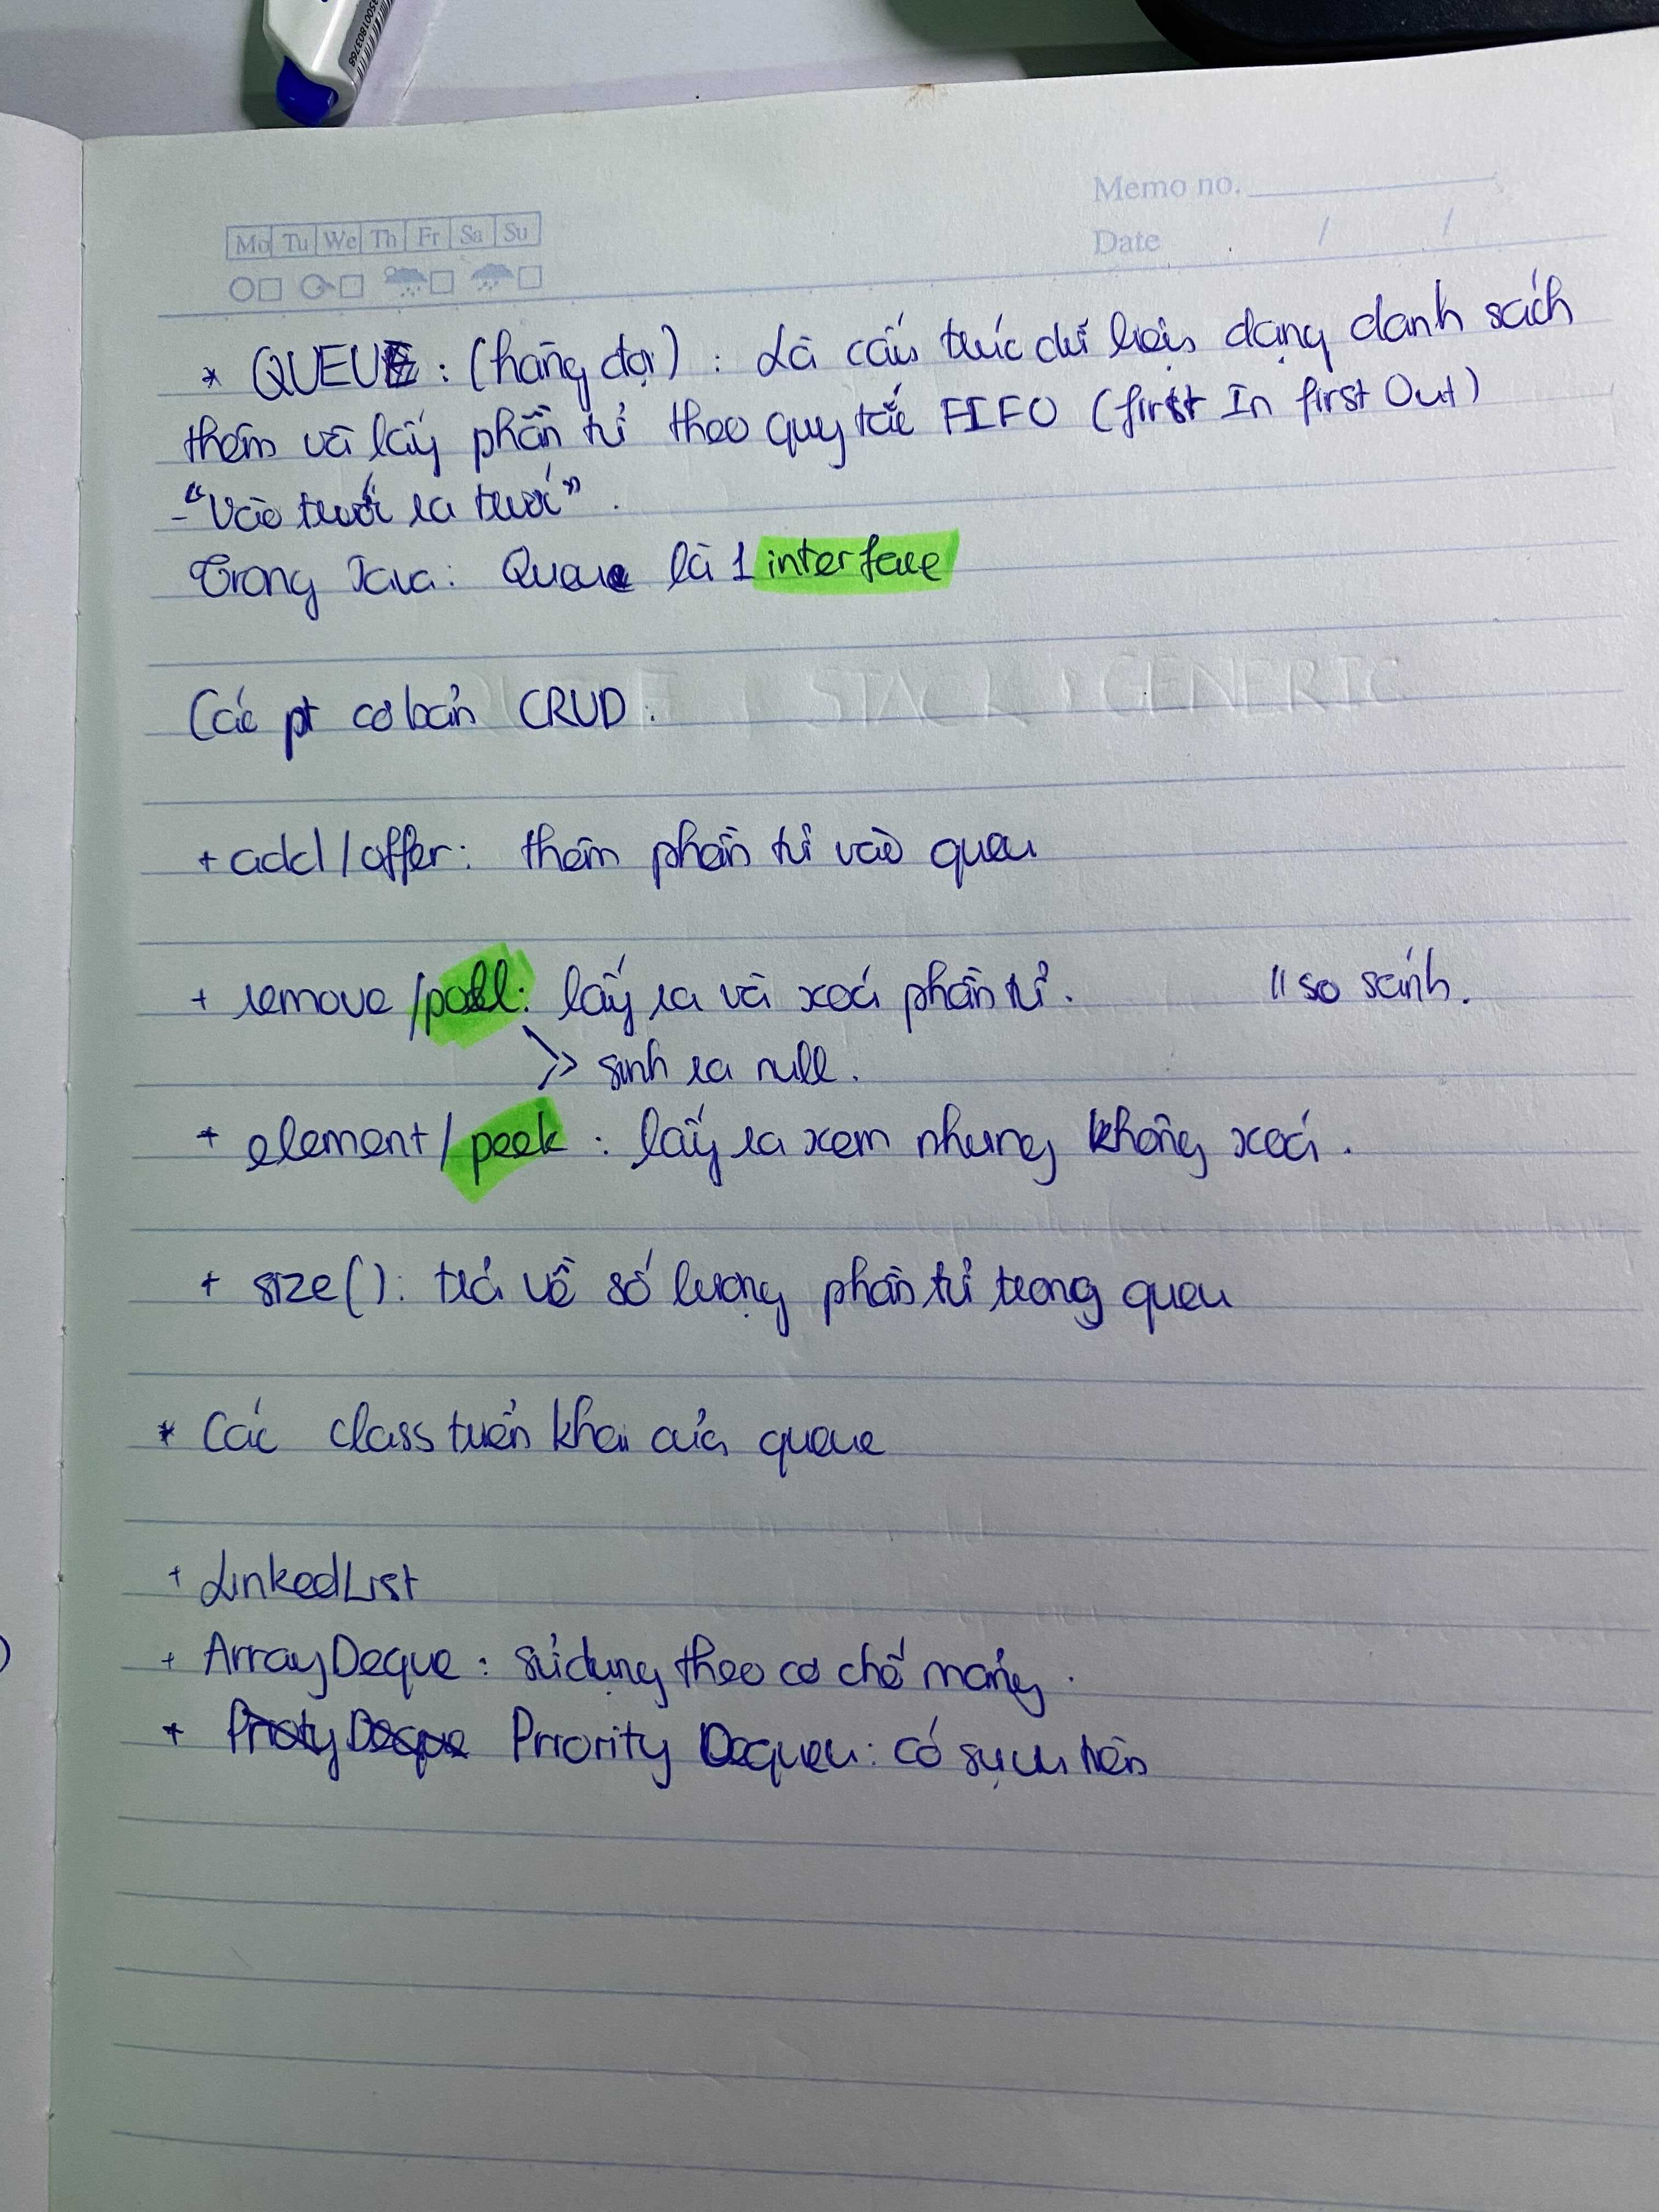 35001803768
Memo no.
Mo Tu We Th Fr Sa Su
Date / /
* QUEUE : (hàng đợi) : Là cấu trúc dữ liệu dạng danh sách
thêm và lấy phần tử theo quy tắc FIFO (first In first Out)
- "Vào trước ra trước".
Trong Java: Queue là 1 interface
STACK, GENERIC
Các pt cơ bản CRUD:
+ add/offer: thêm phần tử vào queu
+ remove/poll: lấy ra và xoá phần tử. // so sánh.
>> sinh ra null.
+ element/peek : lấy ra xem nhưng không xoá.
+ size(): trả về số lượng phần tử trong queu
* Các class triển khai của queue
+ LinkedList
+ ArrayDeque : sử dụng theo cơ chế mảng.
+ Priority Dequeu: có sự ưu tiên